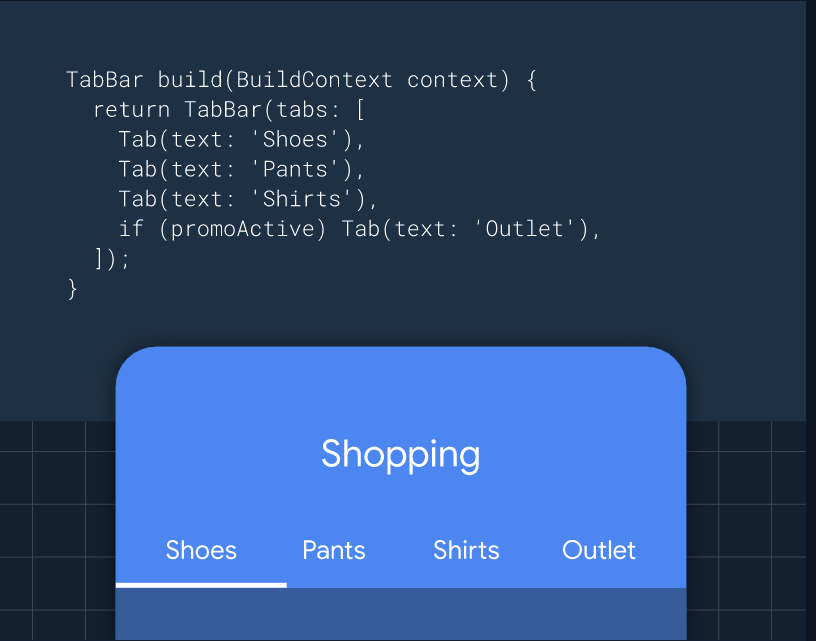 TabBar build(BuildContext context) {
  return TabBar(tabs: [
    Tab(text: 'Shoes'),
    Tab(text: 'Pants'),
    Tab(text: 'Shirts'),
    if (promoActive) Tab(text: 'Outlet'),
  ]);
}
Shopping
Shoes Pants Shirts Outlet